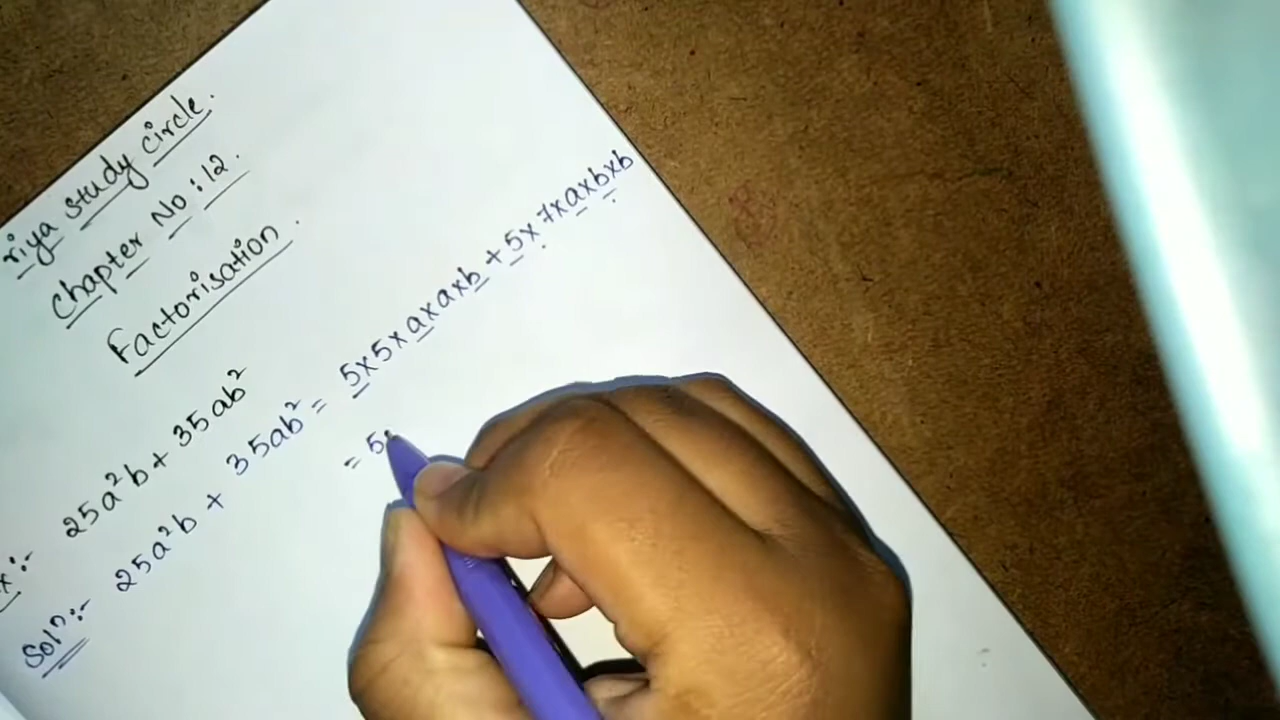 riya study circle.
Chapter No : 12.
Factorisation.
x :- 25a²b + 35ab²
Solⁿ :- 25a²b + 35ab² = 5×5×a×a×b + 5×7×a×b×b
= 5